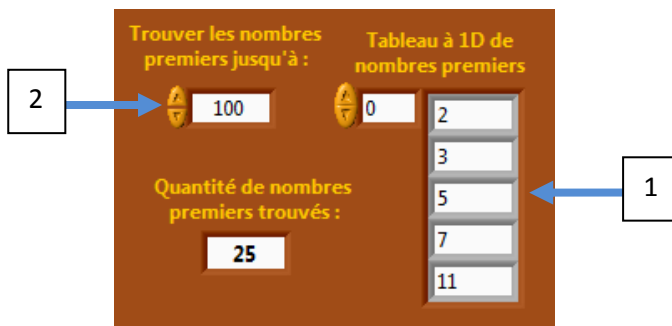 Trouver les nombres
premiers jusqu'à :
100
Tableau à 1D de
nombres premiers
0
2
3
5
7
11
Quantité de nombres
premiers trouvés :
25
2
1